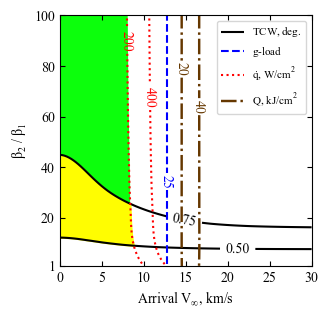 100
80
60
40
20
1
β₂ / β₁
0 5 10 15 20 25 30
Arrival V∞, km/s
TCW, deg.
g-load
q̇, W/cm²
Q, kJ/cm²
200
400
20
40
25
0.75
0.50